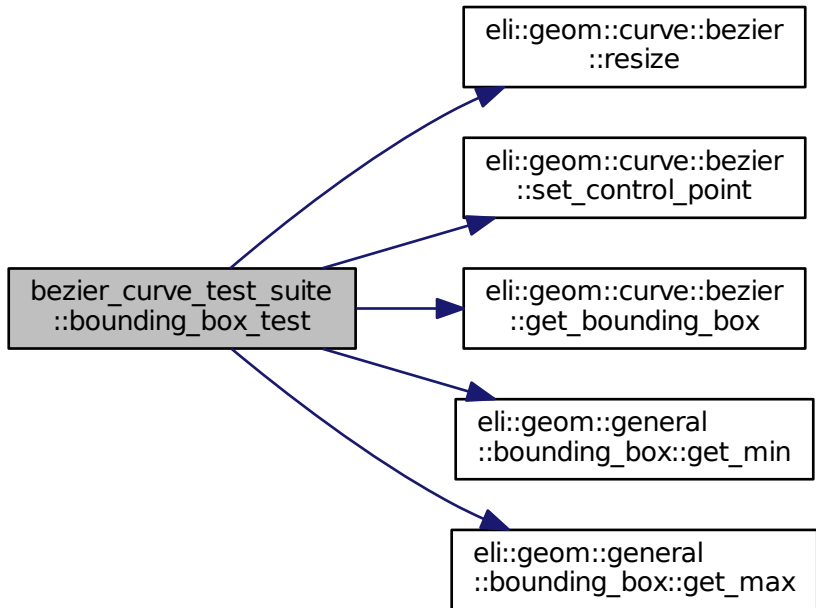 eli::geom::curve::bezier
::resize
eli::geom::curve::bezier
::set_control_point
bezier_curve_test_suite
::bounding_box_test
eli::geom::curve::bezier
::get_bounding_box
eli::geom::general
::bounding_box::get_min
eli::geom::general
::bounding_box::get_max